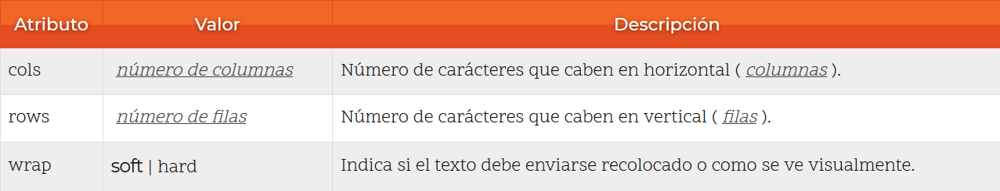 Atributo Valor Descripción
cols número de columnas Número de carácteres que caben en horizontal ( columnas ).
rows número de filas Número de carácteres que caben en vertical ( filas ).
wrap soft | hard Indica si el texto debe enviarse recolocado o como se ve visualmente.